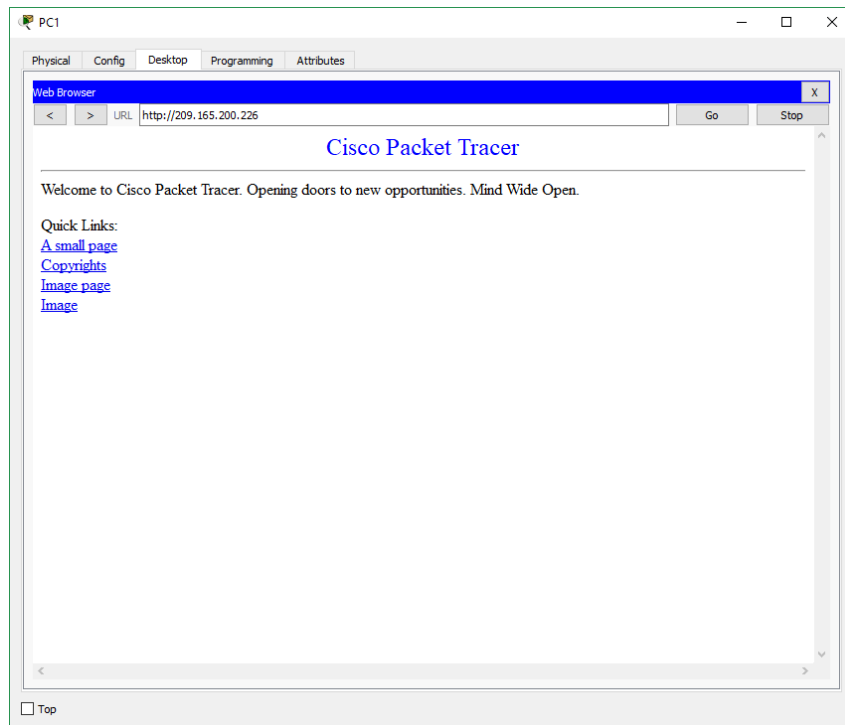 PC1
Physical Config Desktop Programming Attributes
Web Browser X
< > URL http://209.165.200.226 Go Stop
Cisco Packet Tracer
Welcome to Cisco Packet Tracer. Opening doors to new opportunities. Mind Wide Open.
Quick Links:
A small page
Copyrights
Image page
Image
Top